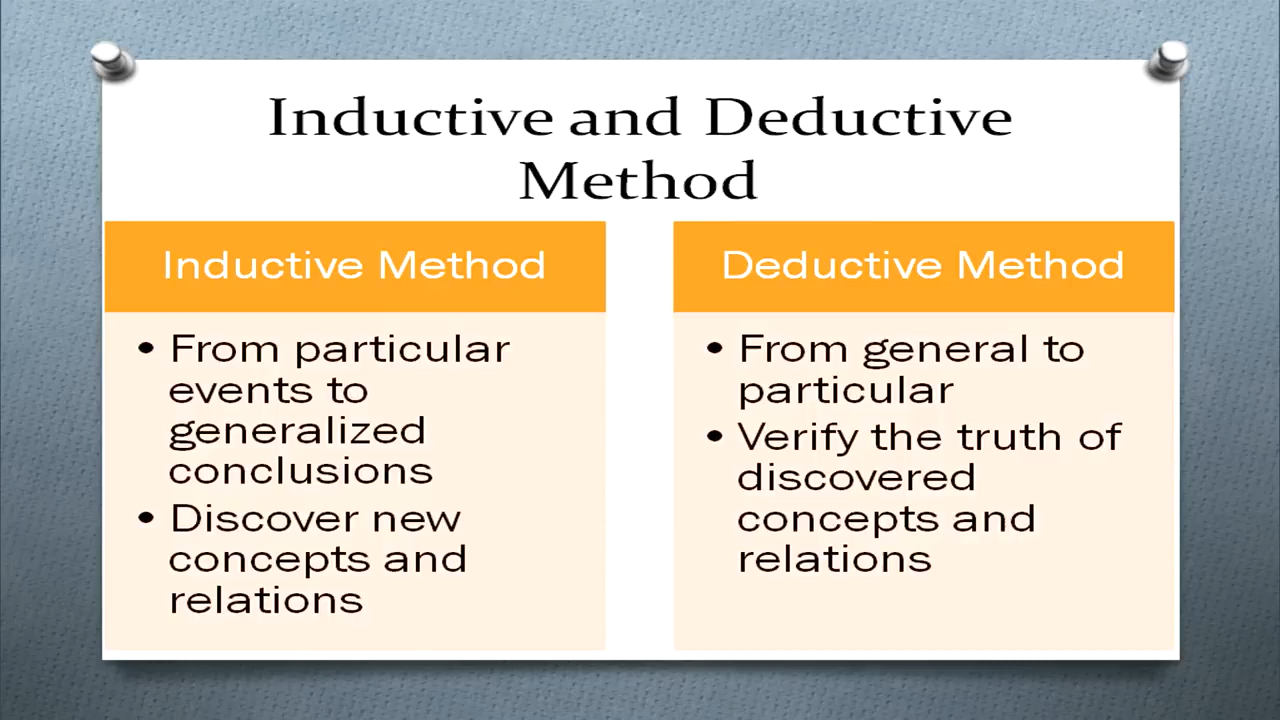 Inductive and Deductive
Method
Inductive Method
• From particular
events to
generalized
conclusions
• Discover new
concepts and
relations
Deductive Method
• From general to
particular
• Verify the truth of
discovered
concepts and
relations